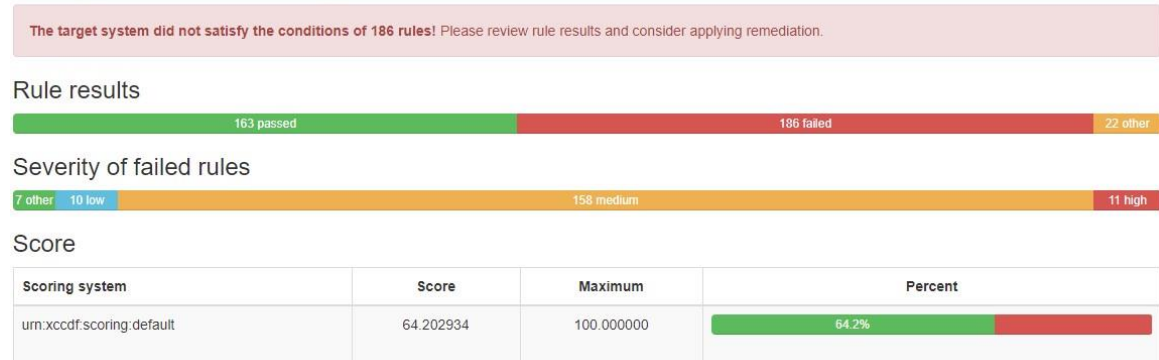 The target system did not satisfy the conditions of 186 rules! Please review rule results and consider applying remediation.
Rule results
163 passed 186 failed 22 other
Severity of failed rules
7 other 10 low 158 medium 11 high
Score
Scoring system Score Maximum Percent
urn:xccdf:scoring:default 64.202934 100.000000 64.2%